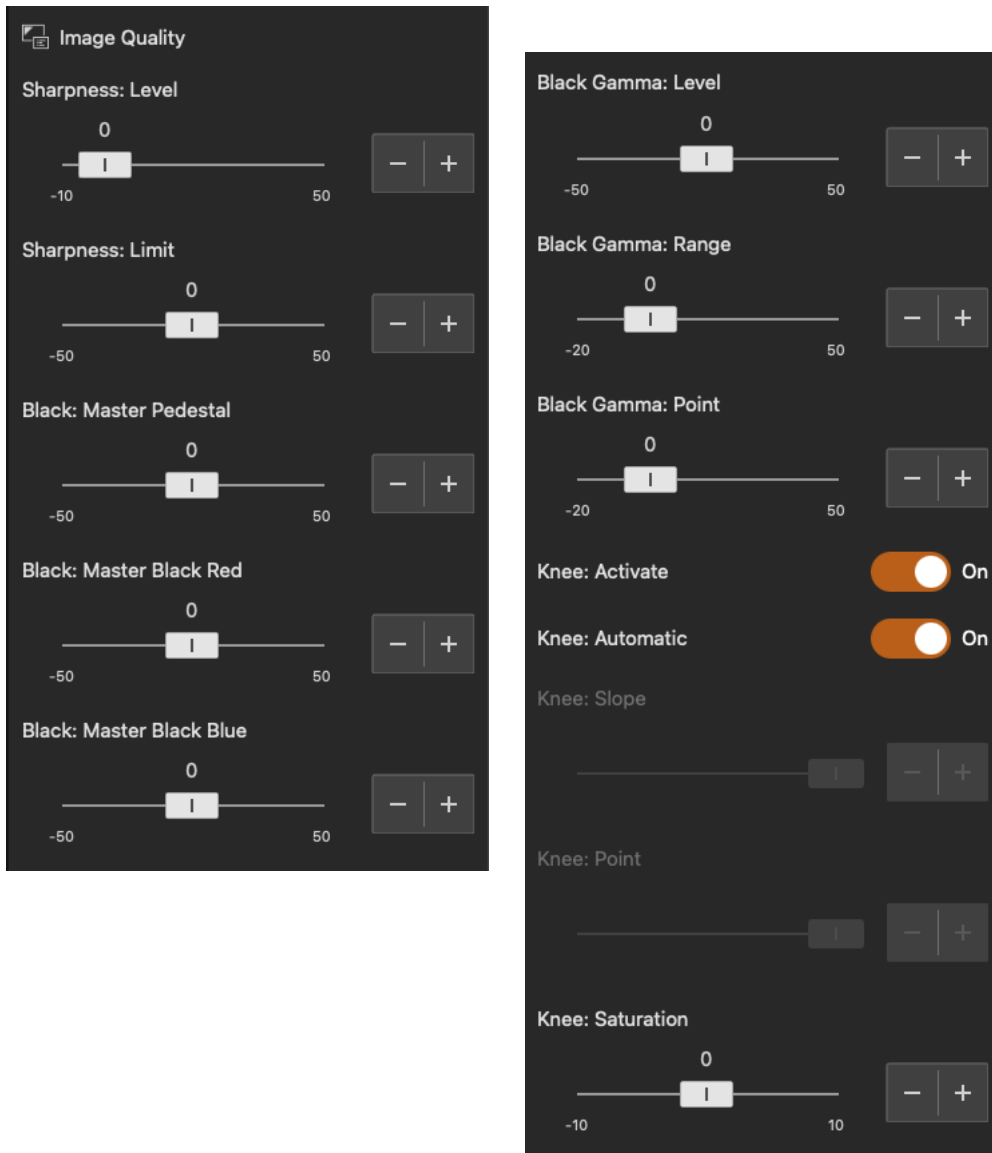 Image Quality
Sharpness: Level
0
-10 50
Sharpness: Limit
0
-50 50
Black: Master Pedestal
0
-50 50
Black: Master Black Red
0
-50 50
Black: Master Black Blue
0
-50 50
Black Gamma: Level
0
-50 50
Black Gamma: Range
0
-20 50
Black Gamma: Point
0
-20 50
Knee: Activate On
Knee: Automatic On
Knee: Slope
Knee: Point
Knee: Saturation
0
-10 10